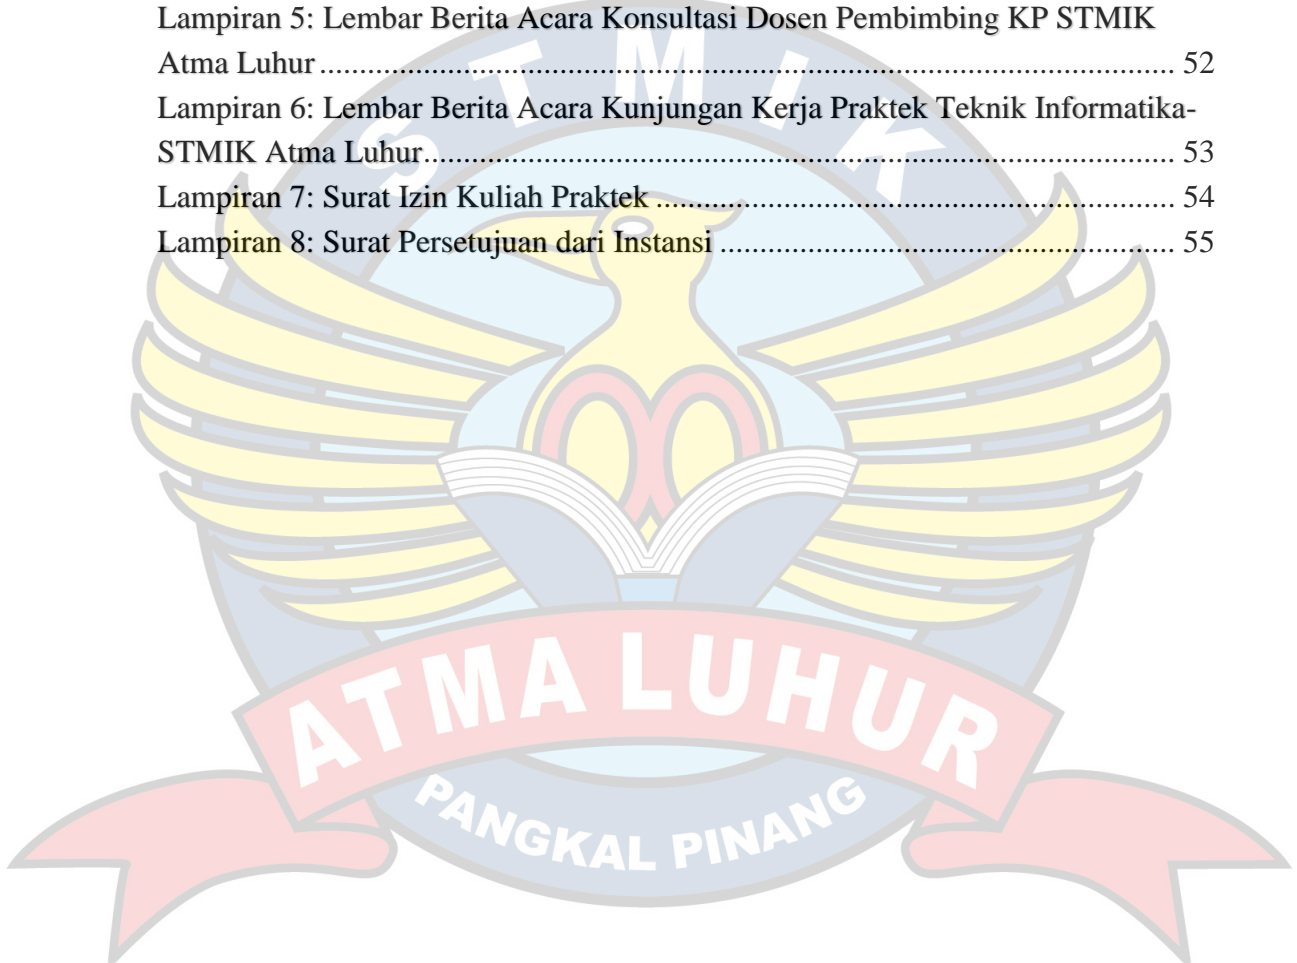 Lampiran 5: Lembar Berita Acara Konsultasi Dosen Pembimbing KP STMIK
Atma Luhur ........................................................................................ 52
Lampiran 6: Lembar Berita Acara Kunjungan Kerja Praktek Teknik Informatika-
STMIK Atma Luhur............................................................................. 53
Lampiran 7: Surat Izin Kuliah Praktek ...................................................... 54
Lampiran 8: Surat Persetujuan dari Instansi ............................................... 55
STMIK
ATMA LUHUR
PANGKAL PINANG